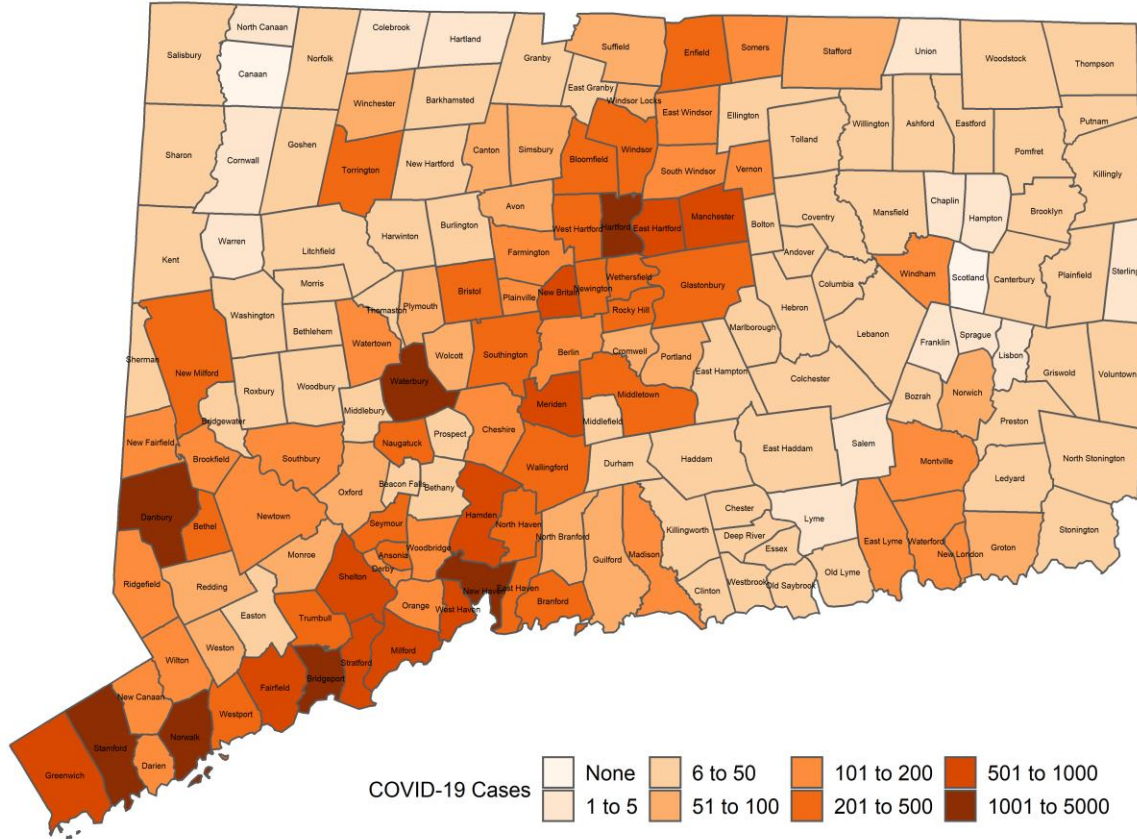 North Canaan
Colebrook
Hartland
Salisbury
Canaan
Norfolk
Granby
Suffield
Enfield
Somers
Stafford
Union
Woodstock
Thompson
East Granby
Windsor Locks
Winchester
Barkhamsted
East Windsor
Ellington
Willington
Ashford
Eastford
Putnam
Sharon
Cornwall
Goshen
Torrington
New Hartford
Canton
Simsbury
Bloomfield
Windsor
South Windsor
Vernon
Tolland
Pomfret
Killingly
Avon
Mansfield
Chaplin
Hampton
Brooklyn
Kent
Warren
Litchfield
Harwinton
Burlington
Farmington
West Hartford
Hartford
East Hartford
Manchester
Bolton
Coventry
Andover
Windham
Scotland
Canterbury
Plainfield
Sterling
Morris
Washington
Bethlehem
Thomaston
Plymouth
Bristol
Plainville
New Britain
Newington
Wethersfield
Rocky Hill
Glastonbury
Hebron
Columbia
Marlborough
Lebanon
Franklin
Sprague
Lisbon
Griswold
Voluntown
Sherman
New Milford
Roxbury
Woodbury
Watertown
Wolcott
Southington
Berlin
Cromwell
Portland
East Hampton
Colchester
Bozrah
Norwich
Preston
Waterbury
Bridgewater
Middlebury
Meriden
Middletown
Middlefield
New Fairfield
Brookfield
Southbury
Naugatuck
Prospect
Cheshire
Wallingford
Durham
Haddam
East Haddam
Salem
Montville
Ledyard
North Stonington
Danbury
Bethel
Newtown
Oxford
Beacon Falls
Bethany
Hamden
North Haven
Seymour
Ansonia
Derby
Woodbridge
North Branford
Guilford
Madison
Killingworth
Chester
Deep River
Essex
Lyme
East Lyme
Waterford
New London
Groton
Stonington
Ridgefield
Redding
Monroe
Shelton
Orange
New Haven
East Haven
West Haven
Branford
Clinton
Westbrook
Old Saybrook
Old Lyme
Easton
Trumbull
Weston
Wilton
Milford
Stratford
Bridgeport
Fairfield
Westport
New Canaan
Norwalk
Darien
Stamford
Greenwich
COVID-19 Cases
None
6 to 50
101 to 200
501 to 1000
1 to 5
51 to 100
201 to 500
1001 to 5000